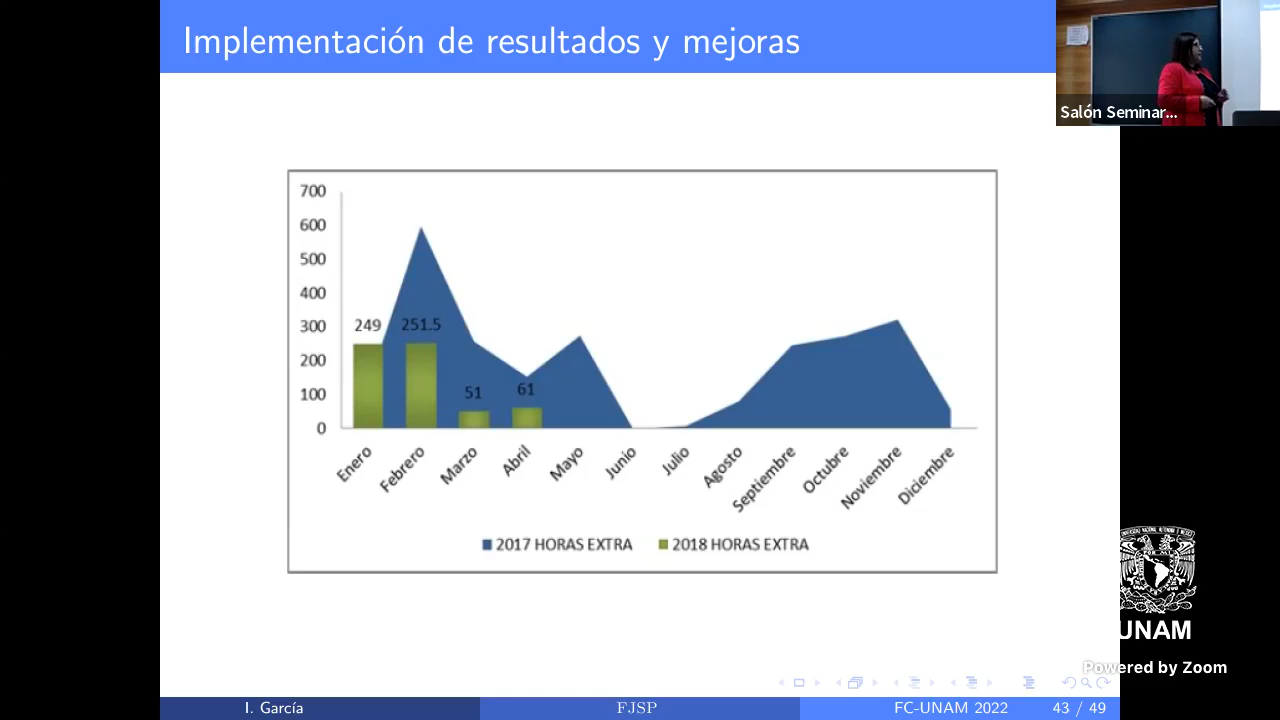 Implementación de resultados y mejoras
Salón Seminar...
700
600
500
400
300
200
100
0
249
251.5
51
61
Enero
Febrero
Marzo
Abril
Mayo
Junio
Julio
Agosto
Septiembre
Octubre
Noviembre
Diciembre
2017 HORAS EXTRA
2018 HORAS EXTRA
UNAM
Powered by Zoom
I. García
FJSP
FC-UNAM 2022
43 / 49